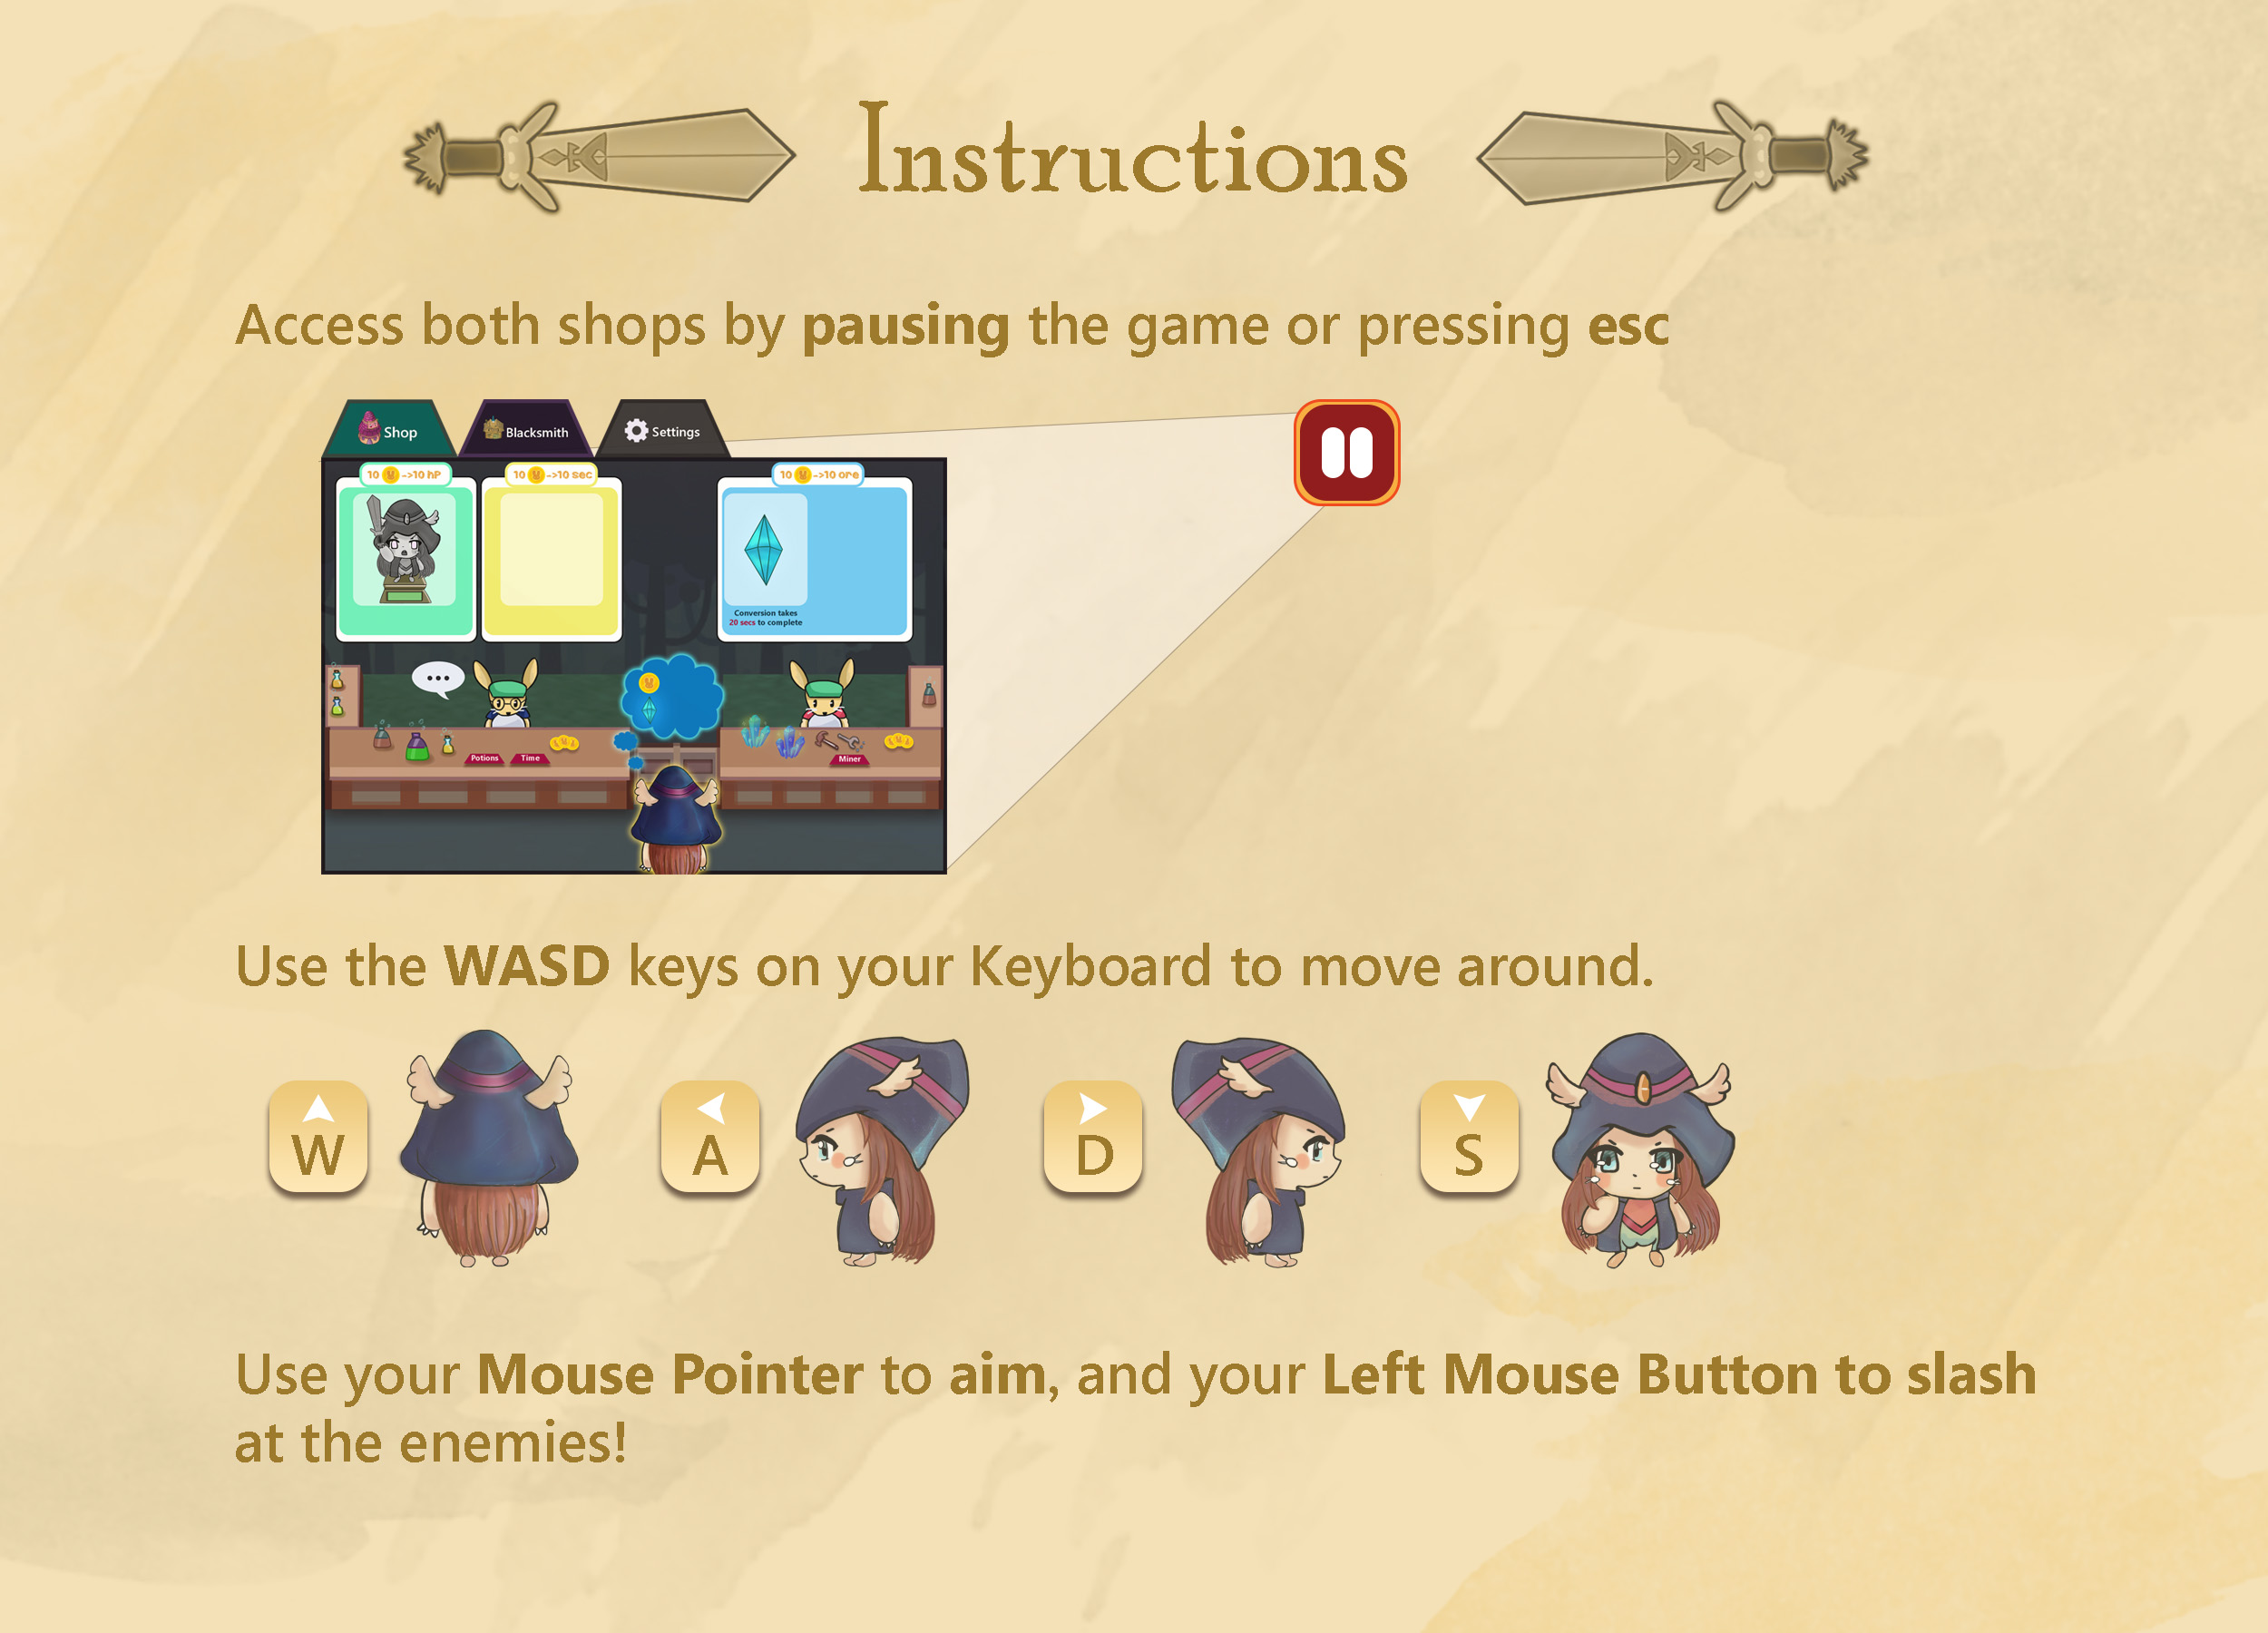 Instructions
Access both shops by pausing the game or pressing esc
Shop
Blacksmith
Settings
10 ->10 hP
10 ->10 sec
10 ->10 ore
Conversion takes
20 secs to complete
...
Potions
Time
Miner
Use the WASD keys on your Keyboard to move around.
W
A
D
S
Use your Mouse Pointer to aim, and your Left Mouse Button to slash
at the enemies!